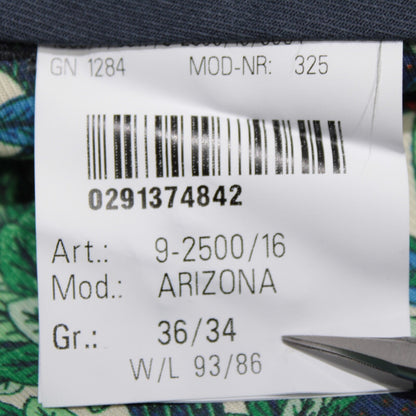 GN 1284 MOD-NR: 325
0291374842
Art.: 9-2500/16
Mod.: ARIZONA
Gr.: 36/34
W/L 93/86